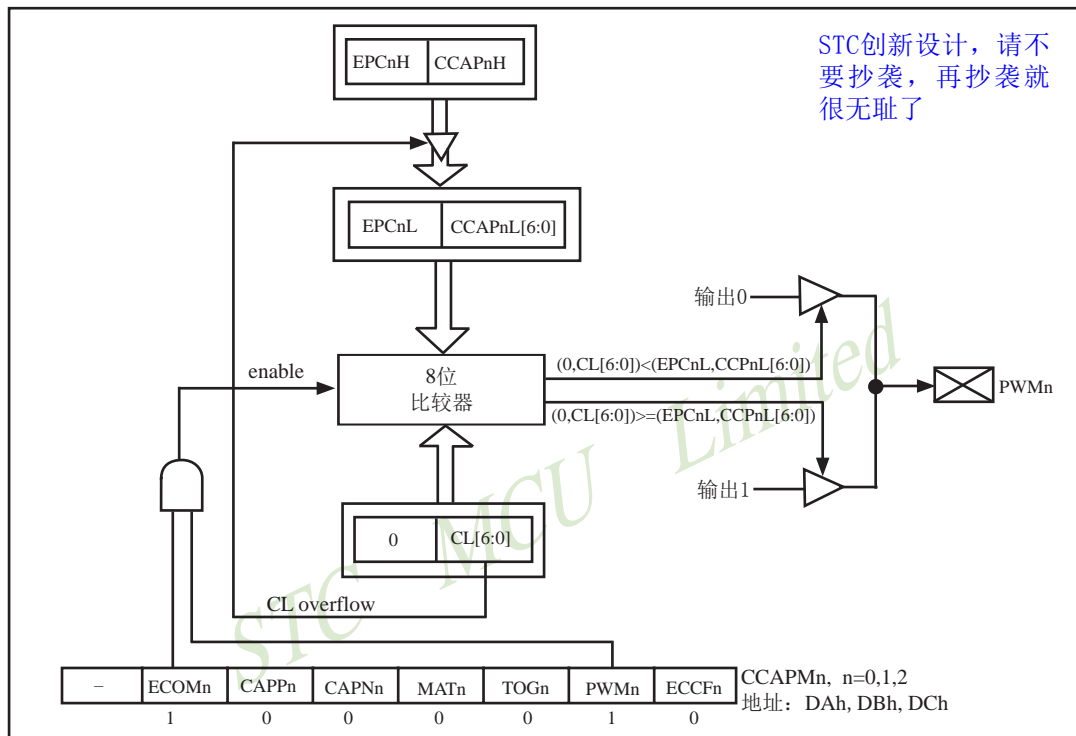 STC创新设计，请不
要抄袭，再抄袭就
很无耻了
EPCnH CCAPnH
EPCnL CCAPnL[6:0]
输出0
(0,CL[6:0])<(EPCnL,CCPnL[6:0])
enable
8位
比较器
PWMn
(0,CL[6:0])>=(EPCnL,CCPnL[6:0])
输出1
0 CL[6:0]
CL overflow
STC MCU Limited
– ECOMn CAPPn CAPNn MATn TOGn PWMn ECCFn
CCAPMn, n=0,1,2
地址：DAh, DBh, DCh
1 0 0 0 0 1 0